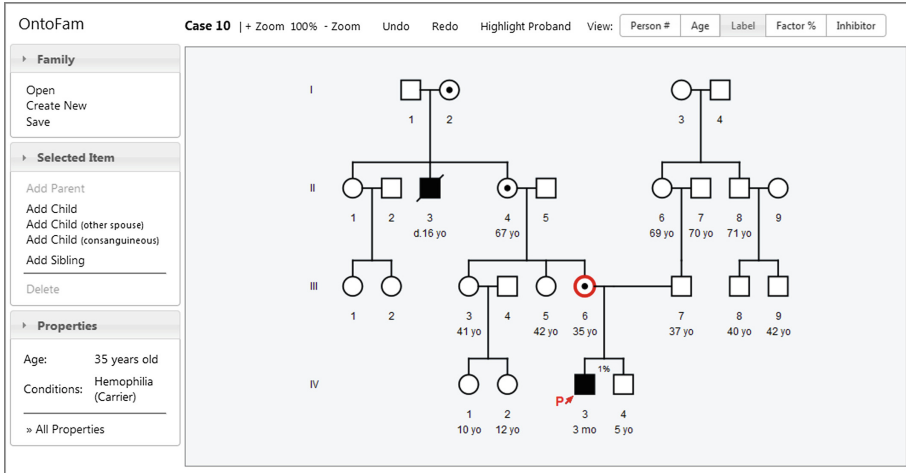 OntoFam
Case 10 | + Zoom 100% - Zoom Undo Redo Highlight Proband View: Person # Age Label Factor % Inhibitor
Family
Open
Create New
Save
Selected Item
Add Parent
Add Child
Add Child (other spouse)
Add Child (consanguineous)
Add Sibling
Delete
Properties
Age: 35 years old
Conditions: Hemophilia
(Carrier)
» All Properties
I
1 2 3 4
II
1 2 3 4 5 6 7 8 9
d.16 yo 67 yo 69 yo 70 yo 71 yo
III
1 2 3 4 5 6 7 8 9
41 yo 42 yo 35 yo 37 yo 40 yo 42 yo
1%
IV
P
1 2 3 4
10 yo 12 yo 3 mo 5 yo